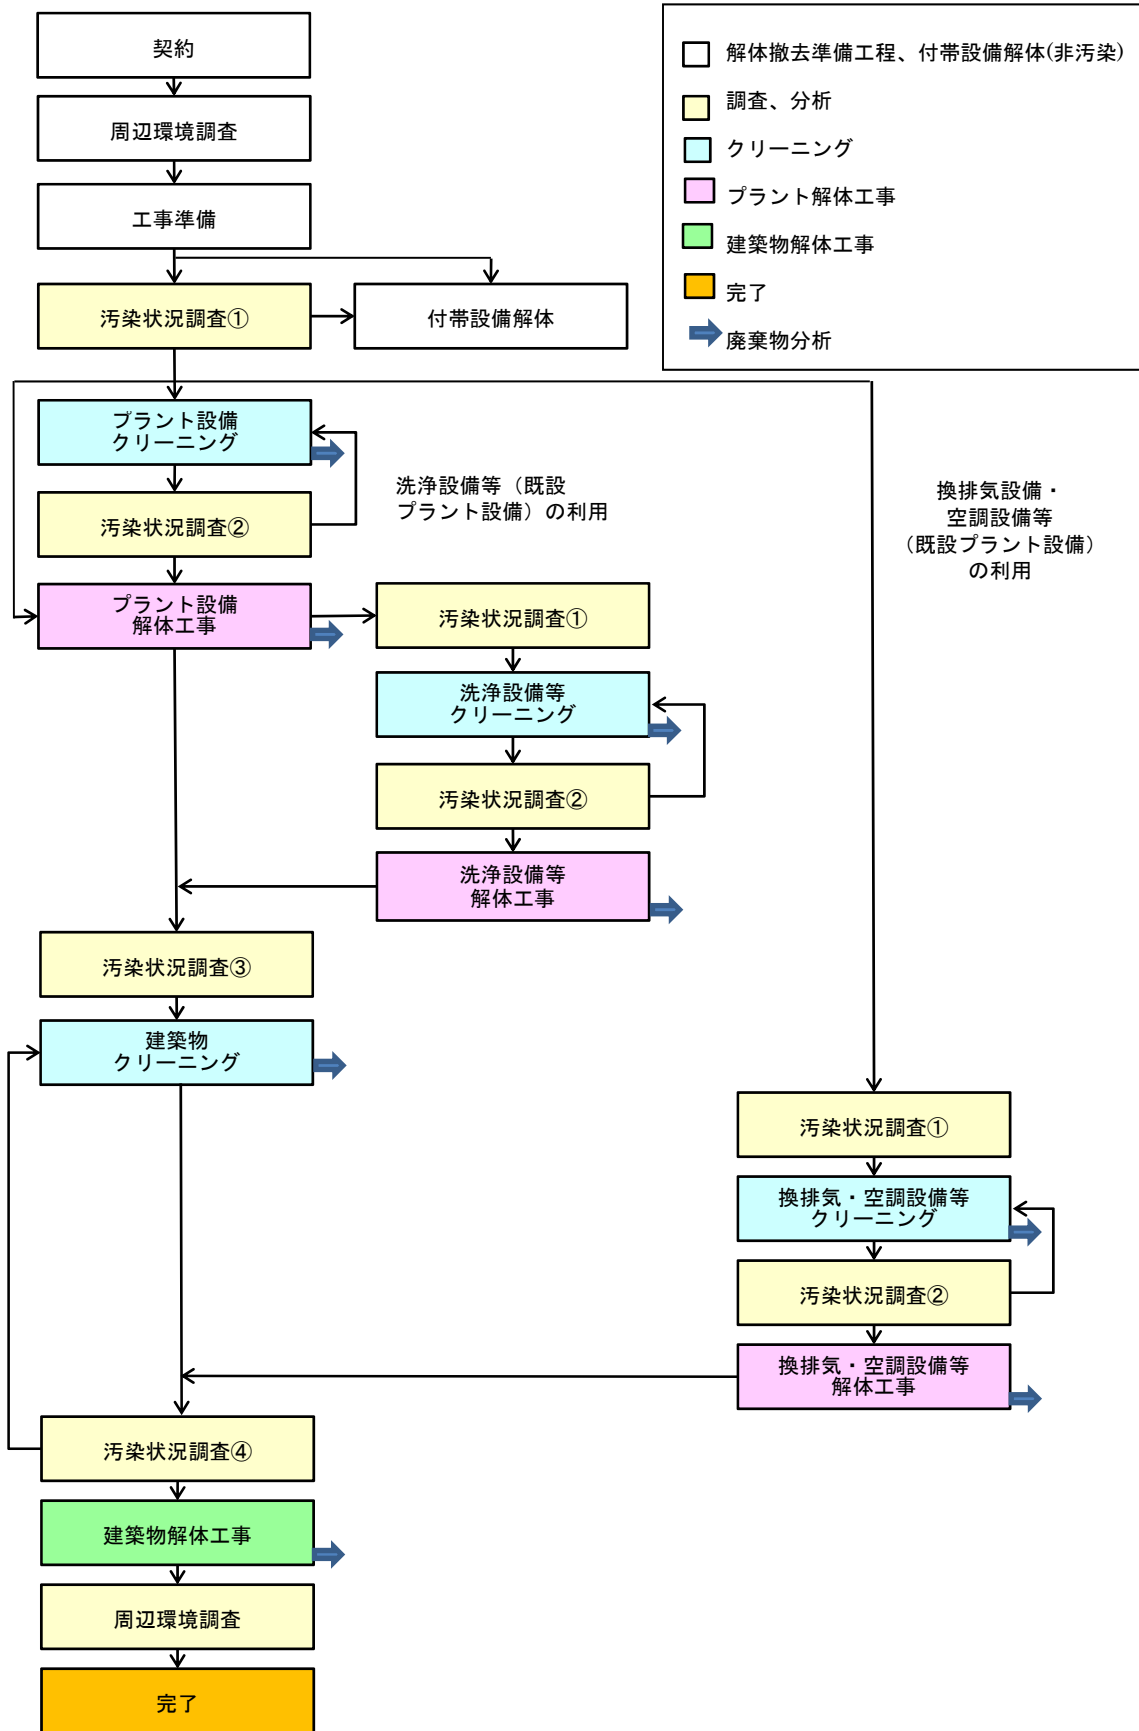 契約
周辺環境調査
工事準備
汚染状況調査①
付帯設備解体
解体撤去準備工程、付帯設備解体(非汚染)
調査、分析
クリーニング
プラント解体工事
建築物解体工事
完了
廃棄物分析
プラント設備
クリーニング
汚染状況調査②
プラント設備
解体工事
洗浄設備等（既設
プラント設備）の利用
汚染状況調査①
洗浄設備等
クリーニング
汚染状況調査②
洗浄設備等
解体工事
換排気設備・
空調設備等
（既設プラント設備）
の利用
汚染状況調査③
建築物
クリーニング
汚染状況調査①
換排気・空調設備等
クリーニング
汚染状況調査②
換排気・空調設備等
解体工事
汚染状況調査④
建築物解体工事
周辺環境調査
完了